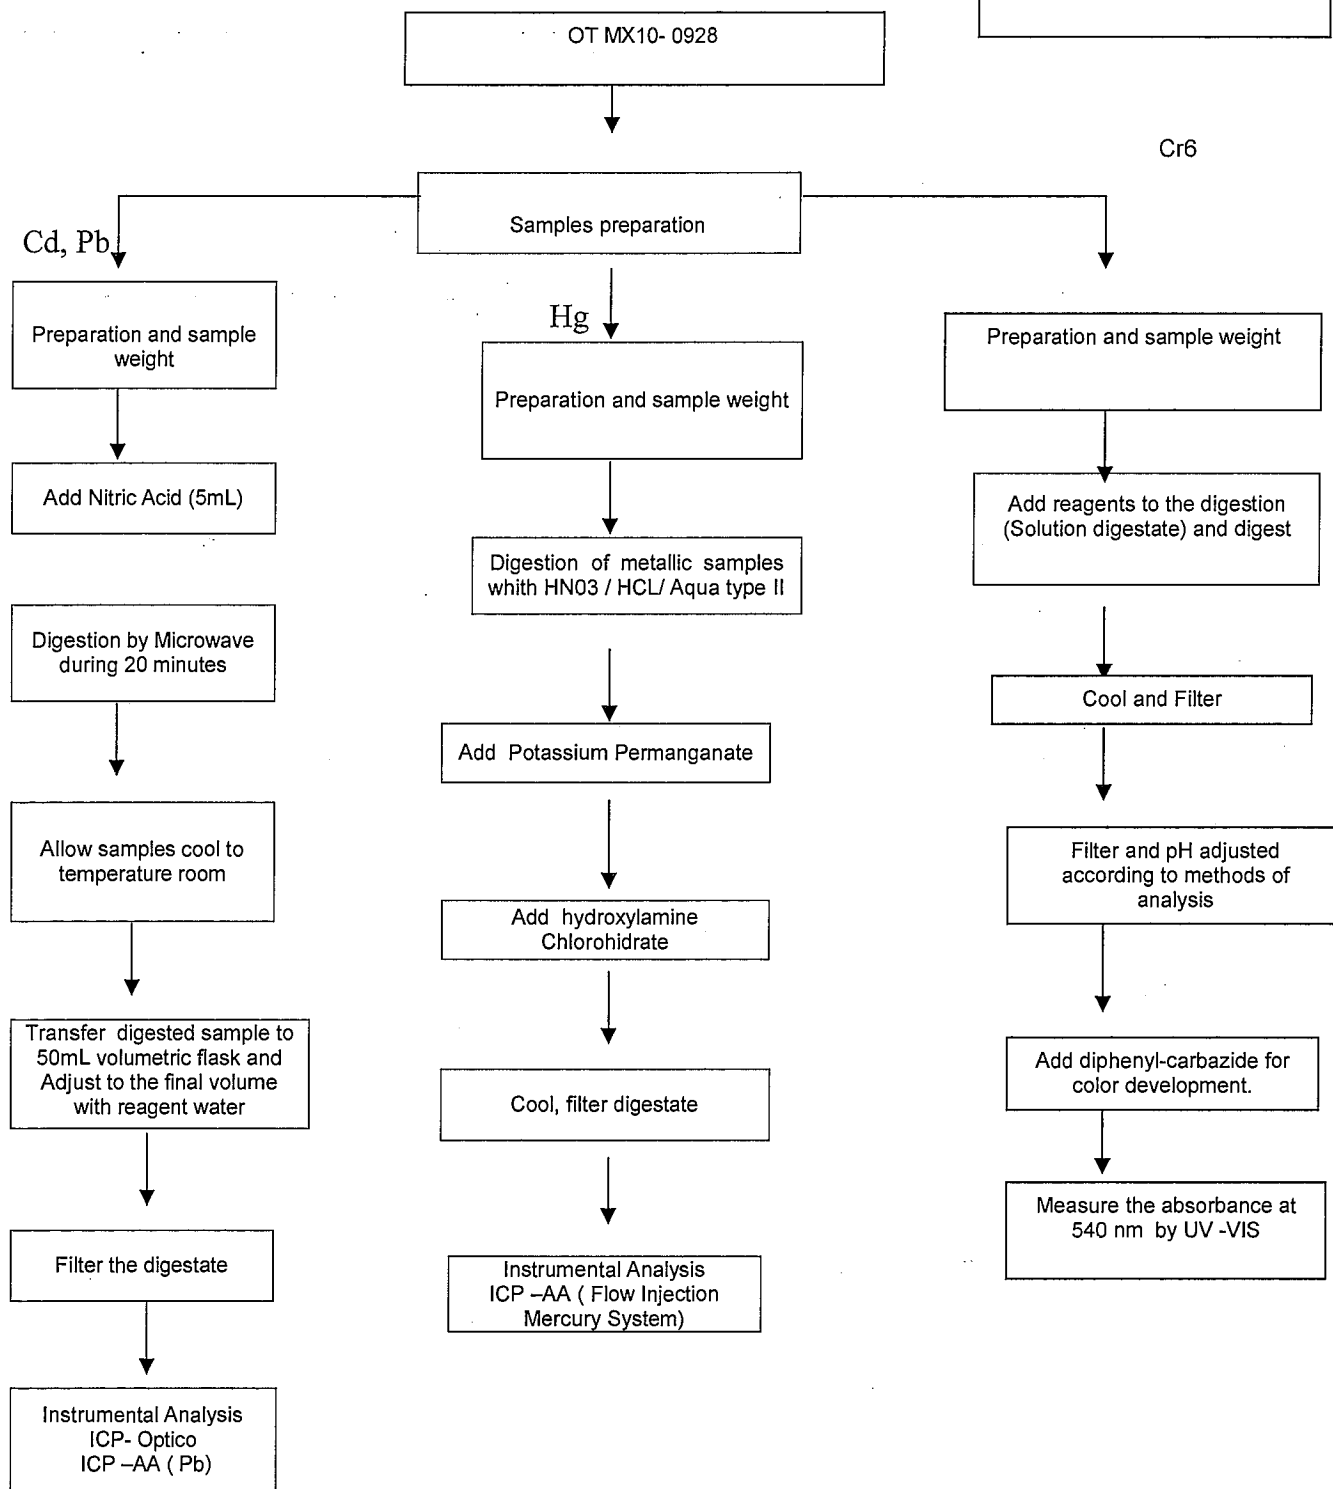 OT MX10- 0928
Cr6
Samples preparation
Cd, Pb
Preparation and sample
weight
Add Nitric Acid (5mL)
Digestion by Microwave
during 20 minutes
Allow samples cool to
temperature room
Transfer digested sample to
50mL volumetric flask and
Adjust to the final volume
with reagent water
Filter the digestate
Instrumental Analysis
ICP- Optico
ICP –AA ( Pb)
Hg
Preparation and sample weight
Digestion of metallic samples
whith HN03 / HCL/ Aqua type II
Add Potassium Permanganate
Add hydroxylamine
Chlorohidrate
Cool, filter digestate
Instrumental Analysis
ICP –AA ( Flow Injection
Mercury System)
Preparation and sample weight
Add reagents to the digestion
(Solution digestate) and digest
Cool and Filter
Filter and pH adjusted
according to methods of
analysis
Add diphenyl-carbazide for
color development.
Measure the absorbance at
540 nm by UV -VIS